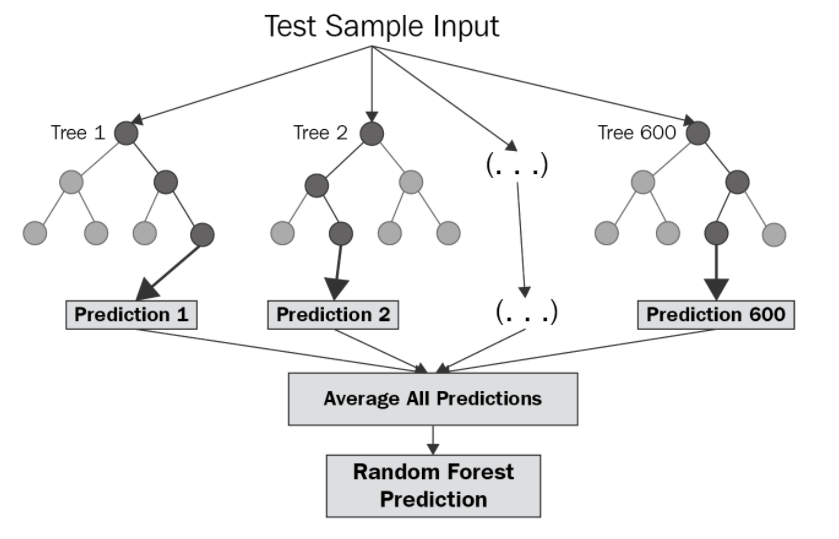 Test Sample Input
Tree 1
Tree 2
(. . .)
Tree 600
Prediction 1
Prediction 2
(. . .)
Prediction 600
Average All Predictions
Random Forest
Prediction